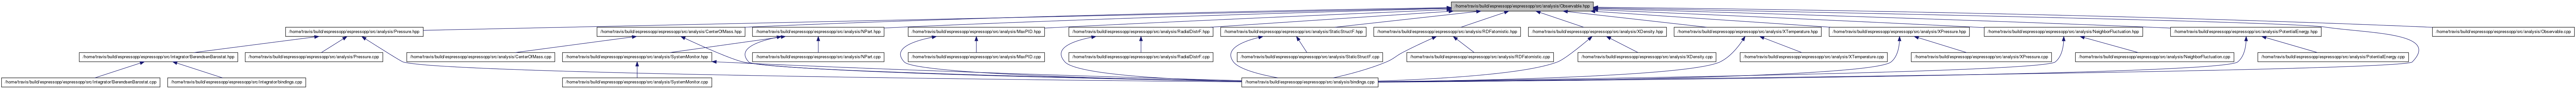 /home/travis/build/espressopp/espressopp/src/analysis/Observable.hpp
/home/travis/build/espressopp/espressopp/src/analysis/Pressure.hpp
/home/travis/build/espressopp/espressopp/src/analysis/CenterOfMass.hpp
/home/travis/build/espressopp/espressopp/src/analysis/NPart.hpp
/home/travis/build/espressopp/espressopp/src/analysis/MaxPID.hpp
/home/travis/build/espressopp/espressopp/src/analysis/RadialDistrF.hpp
/home/travis/build/espressopp/espressopp/src/analysis/StaticStructF.hpp
/home/travis/build/espressopp/espressopp/src/analysis/RDFatomistic.hpp
/home/travis/build/espressopp/espressopp/src/analysis/XDensity.hpp
/home/travis/build/espressopp/espressopp/src/analysis/XTemperature.hpp
/home/travis/build/espressopp/espressopp/src/analysis/XPressure.hpp
/home/travis/build/espressopp/espressopp/src/analysis/NeighborFluctuation.hpp
/home/travis/build/espressopp/espressopp/src/analysis/PotentialEnergy.hpp
/home/travis/build/espressopp/espressopp/src/analysis/Observable.cpp
/home/travis/build/espressopp/espressopp/src/integrator/BerendsenBarostat.hpp
/home/travis/build/espressopp/espressopp/src/analysis/Pressure.cpp
/home/travis/build/espressopp/espressopp/src/analysis/CenterOfMass.cpp
/home/travis/build/espressopp/espressopp/src/analysis/SystemMonitor.hpp
/home/travis/build/espressopp/espressopp/src/analysis/NPart.cpp
/home/travis/build/espressopp/espressopp/src/analysis/MaxPID.cpp
/home/travis/build/espressopp/espressopp/src/analysis/RadialDistrF.cpp
/home/travis/build/espressopp/espressopp/src/analysis/StaticStructF.cpp
/home/travis/build/espressopp/espressopp/src/analysis/RDFatomistic.cpp
/home/travis/build/espressopp/espressopp/src/analysis/XDensity.cpp
/home/travis/build/espressopp/espressopp/src/analysis/XTemperature.cpp
/home/travis/build/espressopp/espressopp/src/analysis/XPressure.cpp
/home/travis/build/espressopp/espressopp/src/analysis/NeighborFluctuation.cpp
/home/travis/build/espressopp/espressopp/src/analysis/PotentialEnergy.cpp
/home/travis/build/espressopp/espressopp/src/integrator/BerendsenBarostat.cpp
/home/travis/build/espressopp/espressopp/src/integrator/bindings.cpp
/home/travis/build/espressopp/espressopp/src/analysis/SystemMonitor.cpp
/home/travis/build/espressopp/espressopp/src/analysis/bindings.cpp